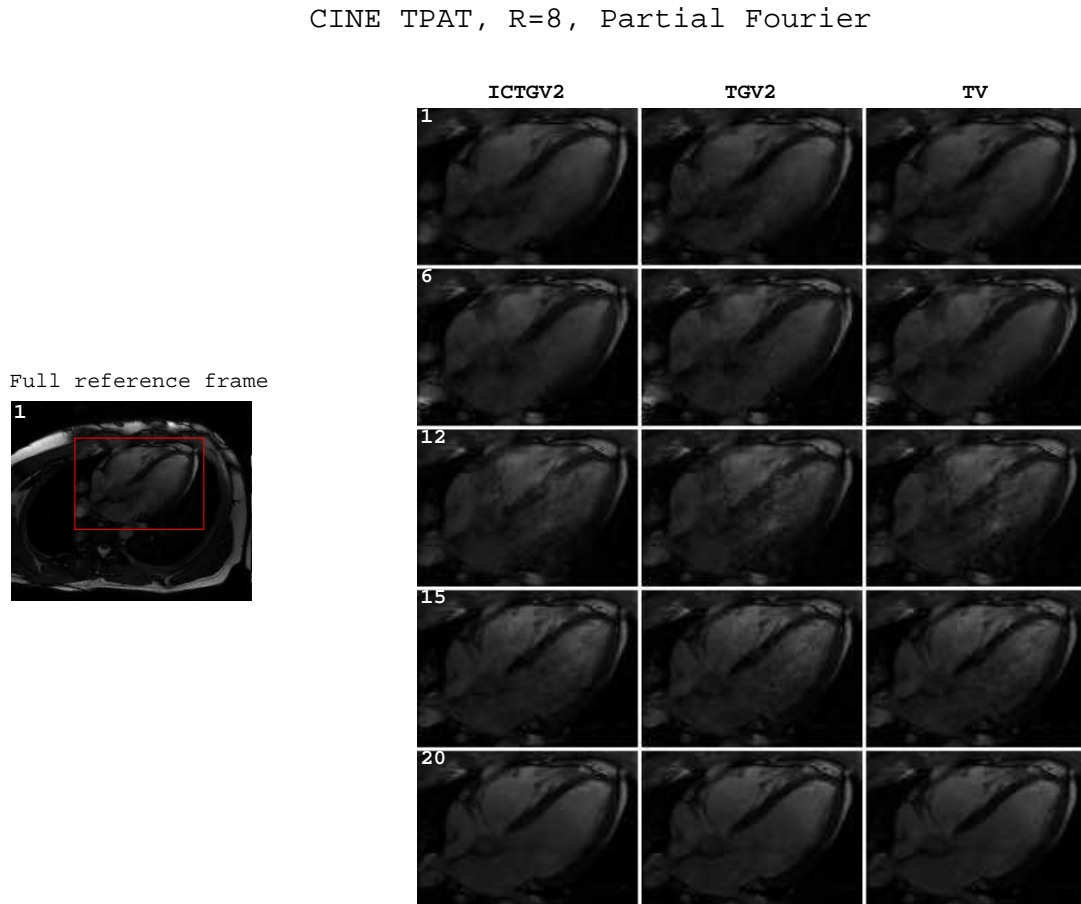 CINE TPAT, R=8, Partial Fourier
ICTGV2 TGV2 TV
1
6
Full reference frame
1
12
15
20